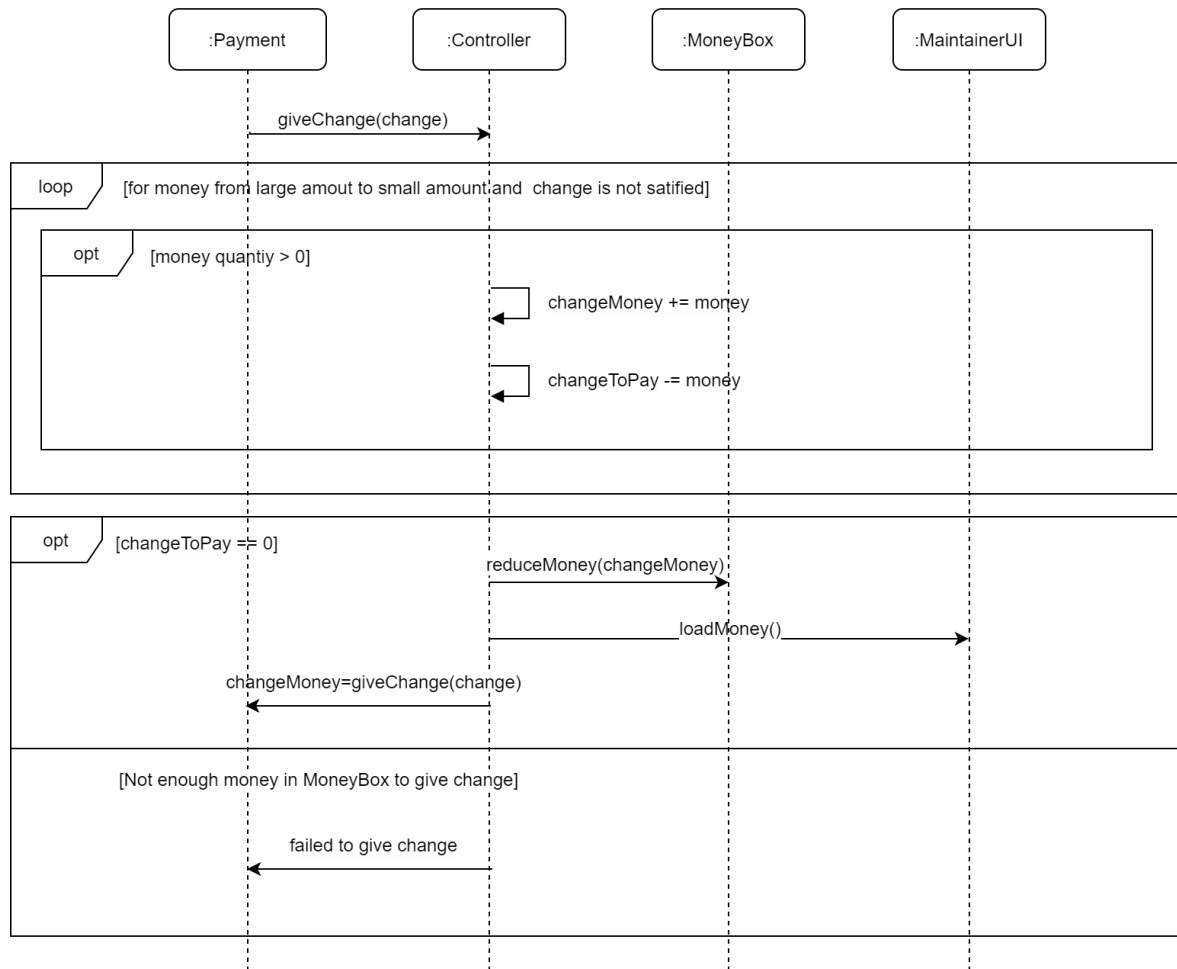 :Payment
:Controller
:MoneyBox
:MaintainerUI
giveChange(change)
loop
[for money from large amout to small amount and  change is not satified]
opt
[money quantiy > 0]
changeMoney += money
changeToPay -= money
opt
[changeToPay == 0]
reduceMoney(changeMoney)
loadMoney()
changeMoney=giveChange(change)
[Not enough money in MoneyBox to give change]
failed to give change